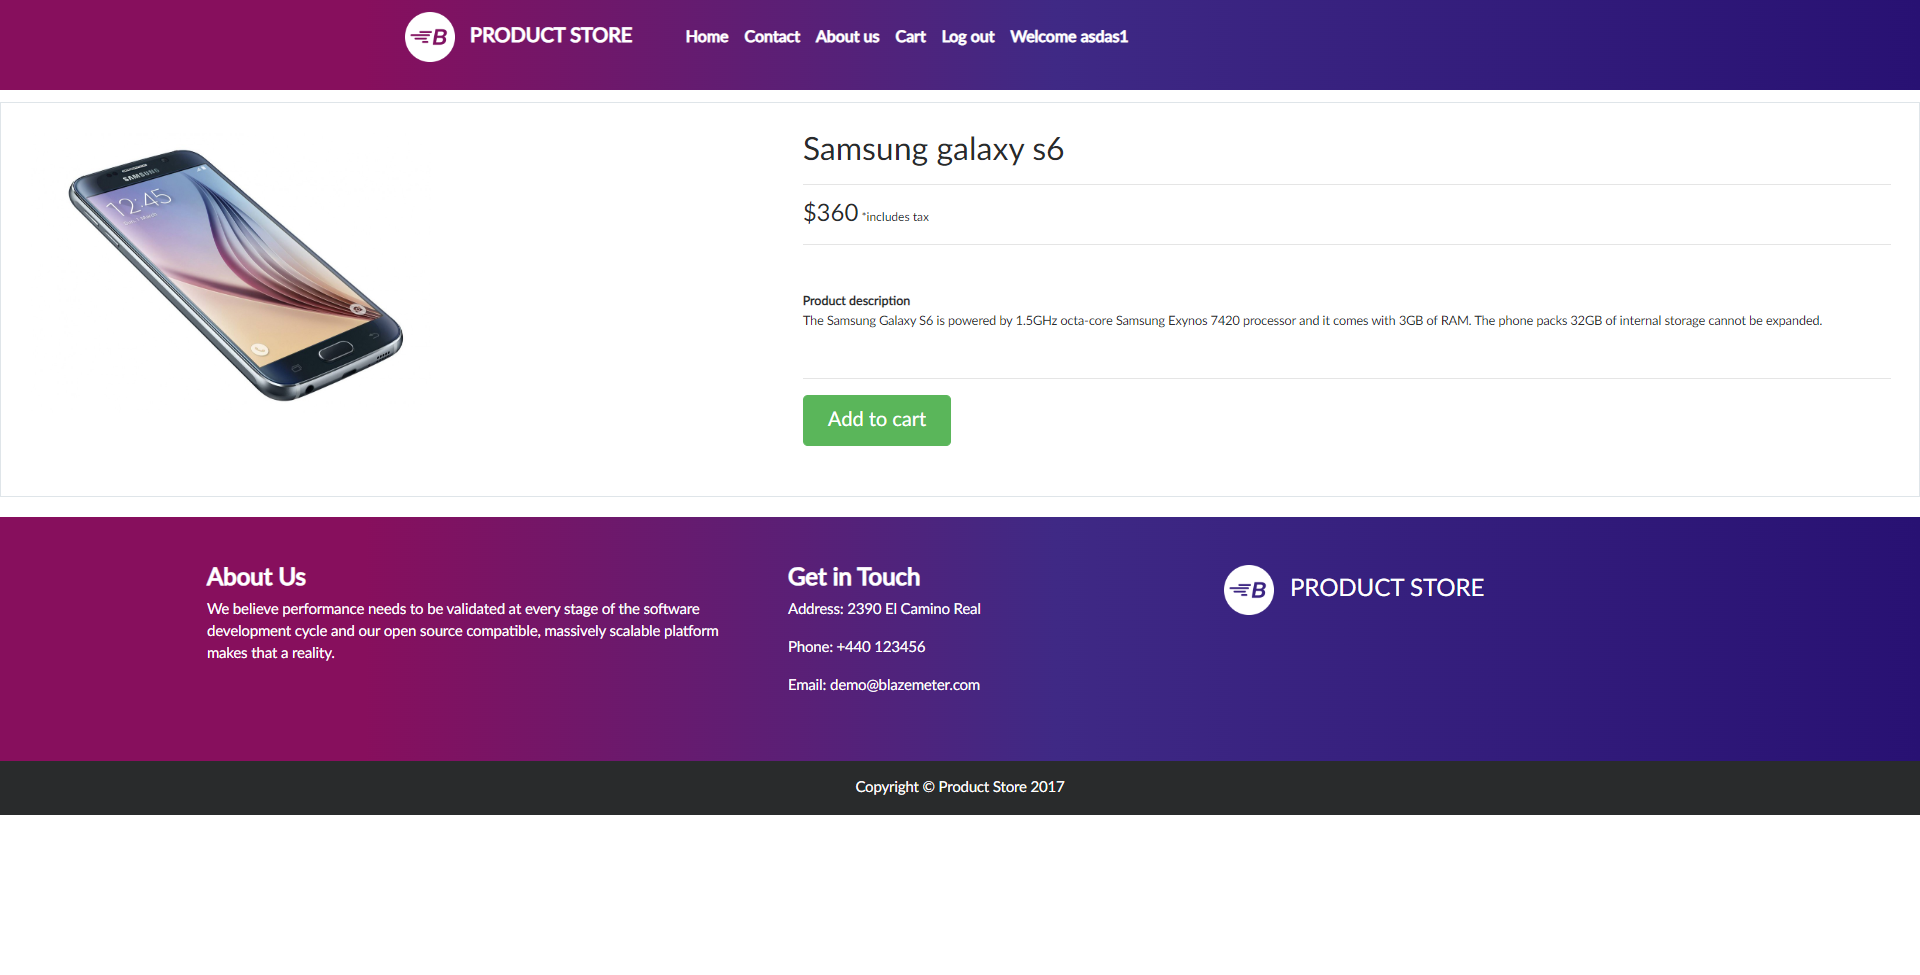 B PRODUCT STORE Home Contact About us Cart Log out Welcome asdas1
SAMSUNG
12:45
Samsung galaxy s6
$360 *includes tax
Product description
The Samsung Galaxy S6 is powered by 1.5GHz octa-core Samsung Exynos 7420 processor and it comes with 3GB of RAM. The phone packs 32GB of internal storage cannot be expanded.
Add to cart
About Us
We believe performance needs to be validated at every stage of the software
development cycle and our open source compatible, massively scalable platform
makes that a reality.
Get in Touch
Address: 2390 El Camino Real
Phone: +440 123456
Email: demo@blazemeter.com
B PRODUCT STORE
Copyright © Product Store 2017